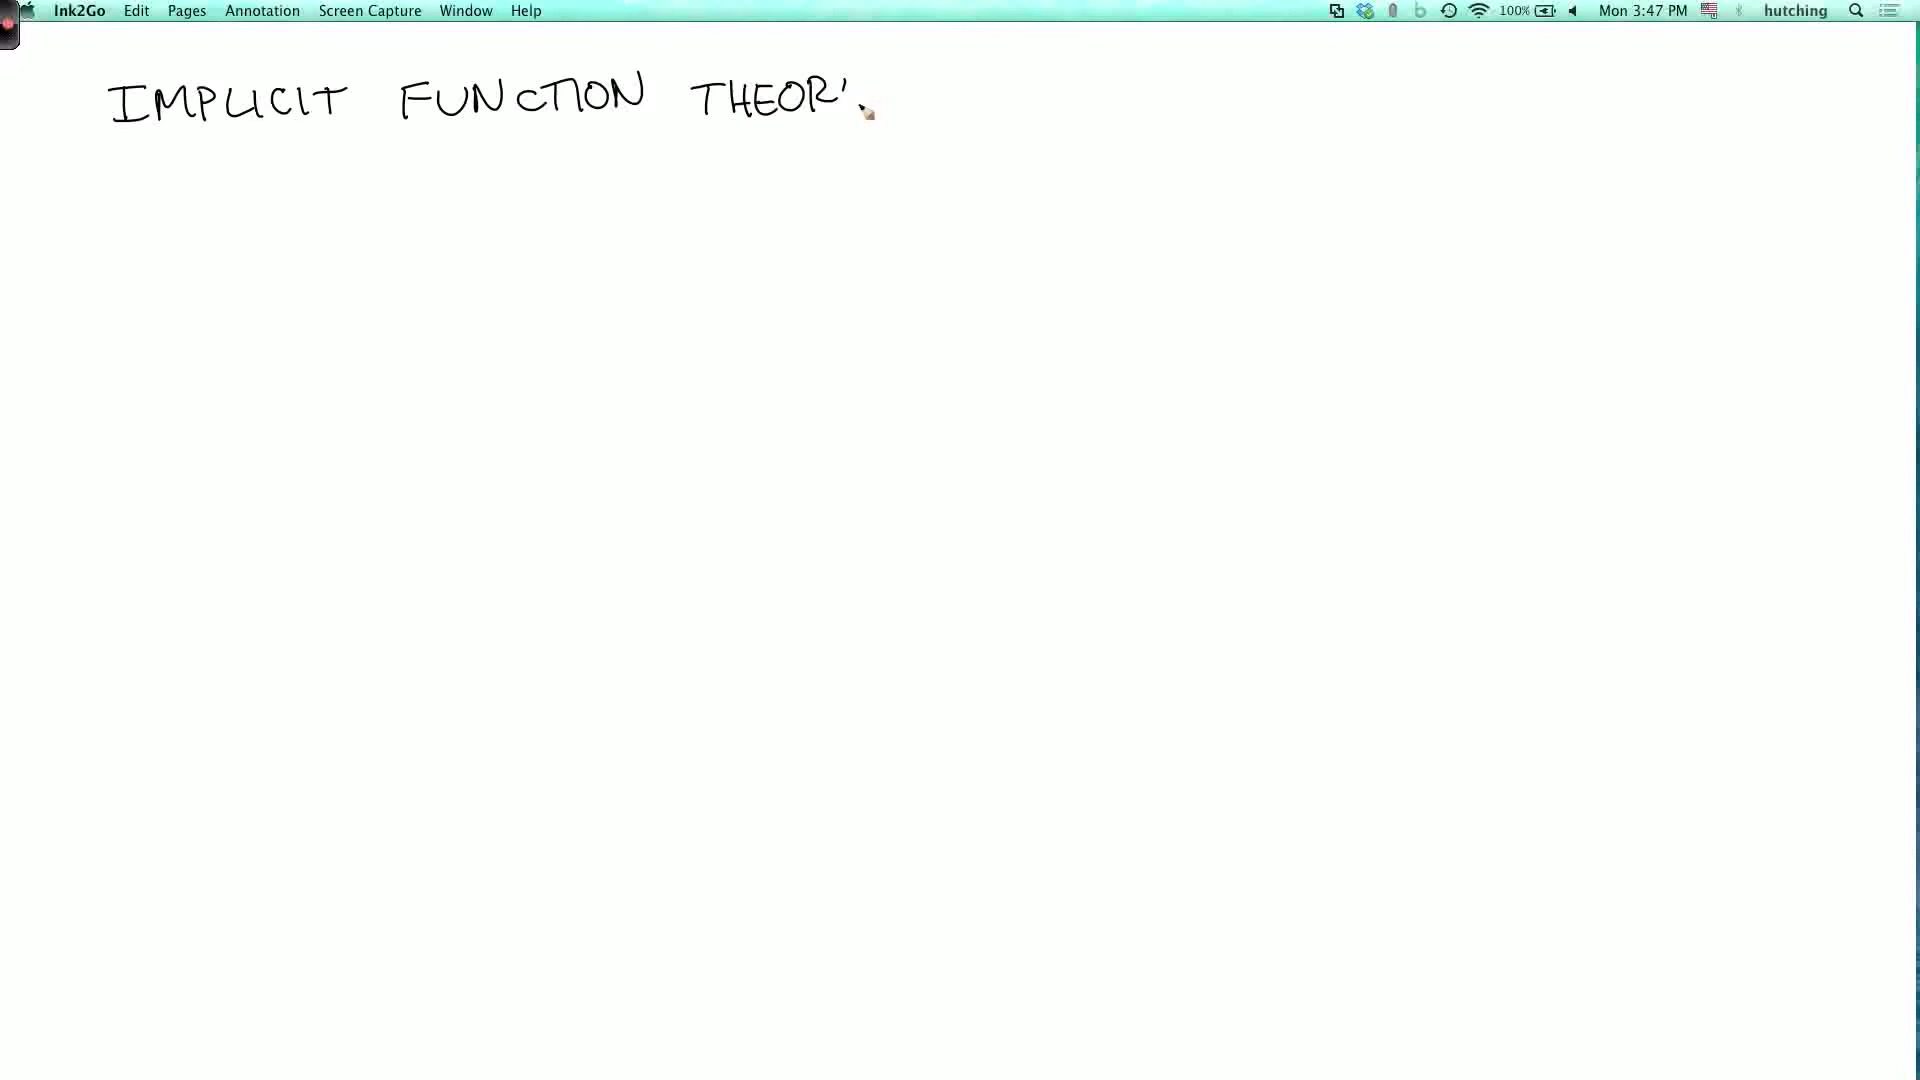 Ink2Go Edit Pages Annotation Screen Capture Window Help 100% Mon 3:47 PM hutching
IMPLICIT FUNCTION THEOR'